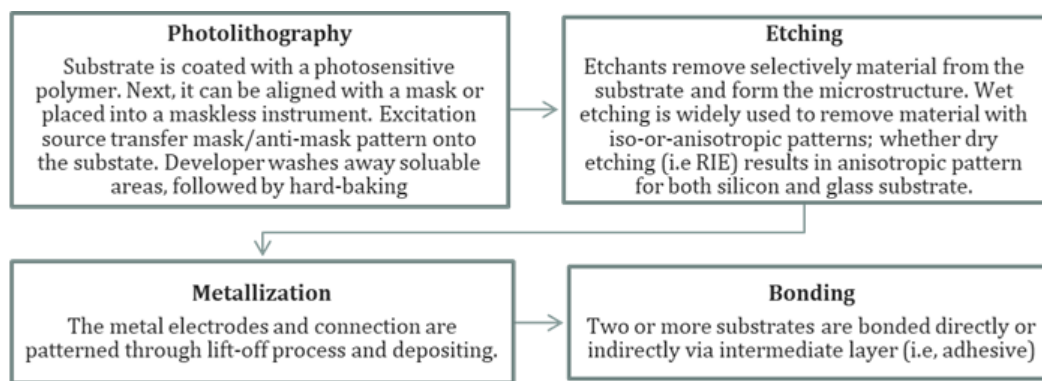 Photolithography
Substrate is coated with a photosensitive
polymer. Next, it can be aligned with a mask or
placed into a maskless instrument. Excitation
source transfer mask/anti-mask pattern onto
the substate. Developer washes away soluable
areas, followed by hard-baking
Etching
Etchants remove selectively material from the
substrate and form the microstructure. Wet
etching is widely used to remove material with
iso-or-anisotropic patterns; whether dry
etching (i.e RIE) results in anisotropic pattern
for both silicon and glass substrate.
Metallization
The metal electrodes and connection are
patterned through lift-off process and depositing.
Bonding
Two or more substrates are bonded directly or
indirectly via intermediate layer (i.e, adhesive)